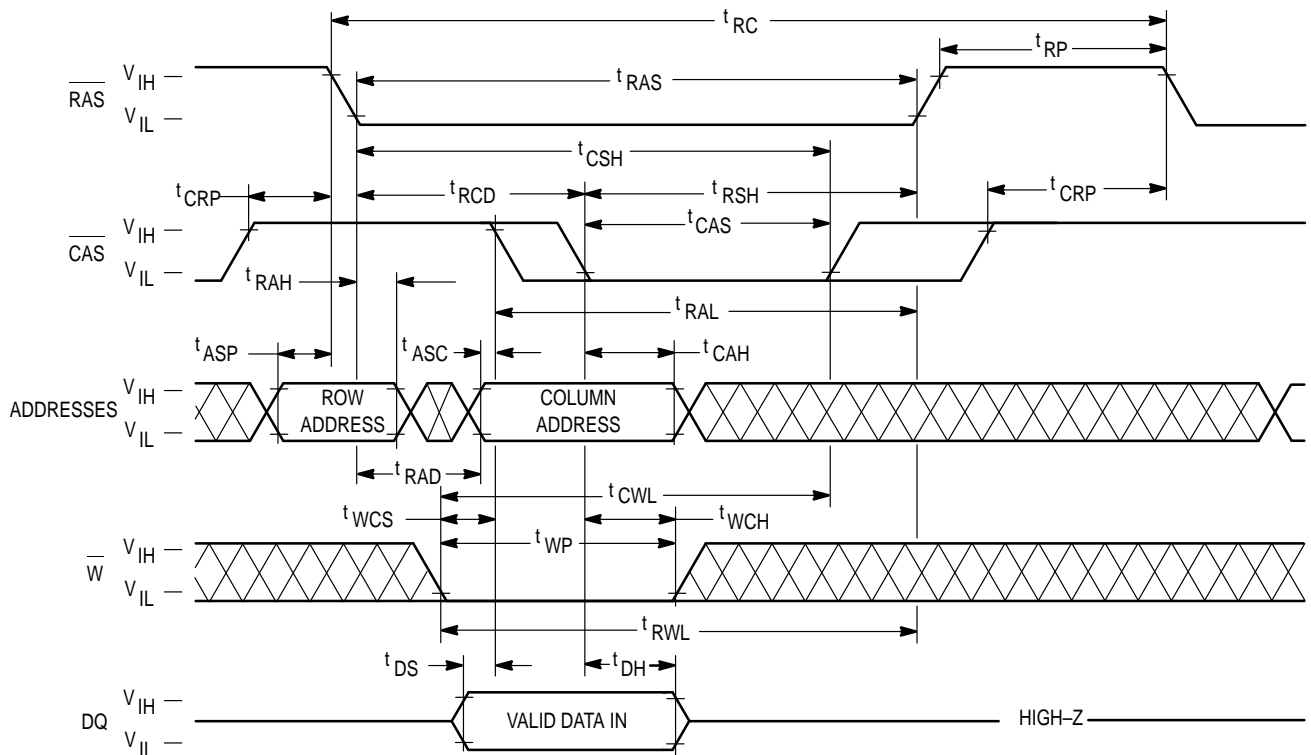 t RC
t RP
V IH
RAS
t RAS
V IL
t CSH
t CRP
t RCD
t RSH
t CRP
V IH
t CAS
CAS
V IL
t RAH
t RAL
t ASP
t ASC
t CAH
V IH
ROW
ADDRESS
COLUMN
ADDRESS
ADDRESSES
V IL
t RAD
t CWL
t WCS
t WCH
t WP
V IH
W
V IL
t RWL
t DS
t DH
V IH
DQ
VALID DATA IN
HIGH–Z
V IL